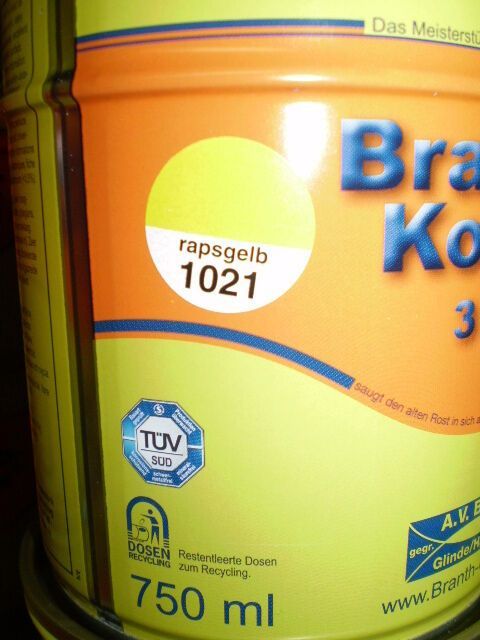 Das Meisterstü
Bra
Ko
rapsgelb
1021
3
saugt den alten Rost in sich a
TÜV
SÜD
A.V. B
gegr.
Glinde/H
DOSEN
RECYCLING
Restentleerte Dosen
zum Recycling.
www.Branth-
750 ml